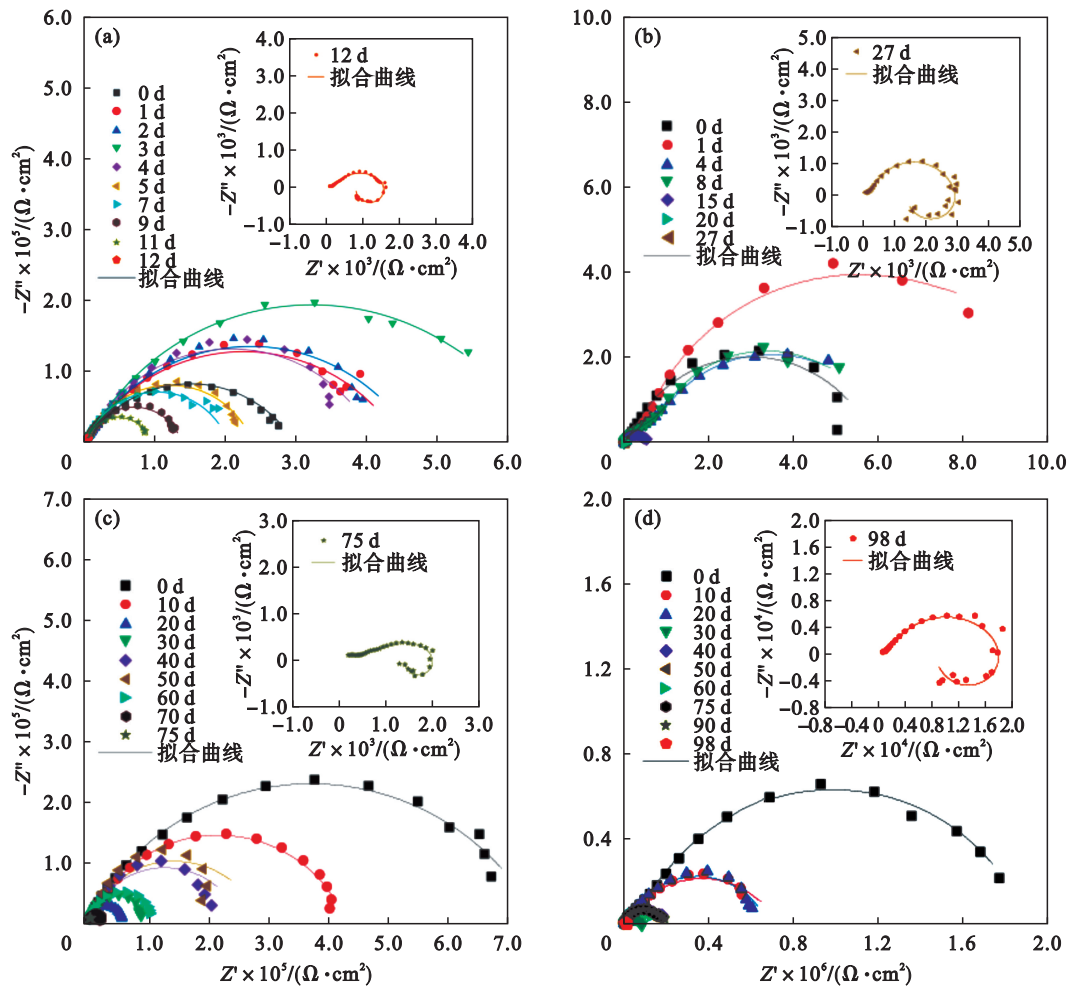 (a)
6.0
5.0
4.0
3.0
2.0
1.0
0
1.0
2.0
3.0
4.0
5.0
6.0
−Z″ × 10⁵/(Ω·cm²)
0 d
1 d
2 d
3 d
4 d
5 d
7 d
9 d
11 d
12 d
拟合曲线
4.0
3.0
2.0
1.0
0
−1.0
−1.0
0
1.0
2.0
3.0
4.0
12 d
拟合曲线
−Z″ × 10³/(Ω·cm²)
Z′ × 10³/(Ω·cm²)
(b)
10.0
8.0
6.0
4.0
2.0
0
2.0
4.0
6.0
8.0
10.0
0 d
1 d
4 d
8 d
15 d
20 d
27 d
拟合曲线
5.0
4.0
3.0
2.0
1.0
0
−1.0
−1.0
0
1.0
2.0
3.0
4.0
5.0
27 d
拟合曲线
−Z″ × 10³/(Ω·cm²)
Z′ × 10³/(Ω·cm²)
(c)
7.0
6.0
5.0
4.0
3.0
2.0
1.0
0
1.0
2.0
3.0
4.0
5.0
6.0
7.0
−Z″ × 10⁵/(Ω·cm²)
Z′ × 10⁵/(Ω·cm²)
0 d
10 d
20 d
30 d
40 d
50 d
60 d
70 d
75 d
拟合曲线
3.0
2.0
1.0
0
−1.0
−1.0
0
1.0
2.0
3.0
75 d
拟合曲线
−Z″ × 10³/(Ω·cm²)
Z′ × 10³/(Ω·cm²)
(d)
2.0
1.6
1.2
0.8
0.4
0
0.4
0.8
1.2
1.6
2.0
Z′ × 10⁶/(Ω·cm²)
0 d
10 d
20 d
30 d
40 d
50 d
60 d
75 d
90 d
98 d
拟合曲线
2.0
1.6
1.2
0.8
0.4
0
−0.4
−0.8
−0.8
−0.4
0
0.4
0.8
1.2
1.6
2.0
98 d
拟合曲线
−Z″ × 10⁴/(Ω·cm²)
Z′ × 10⁴/(Ω·cm²)